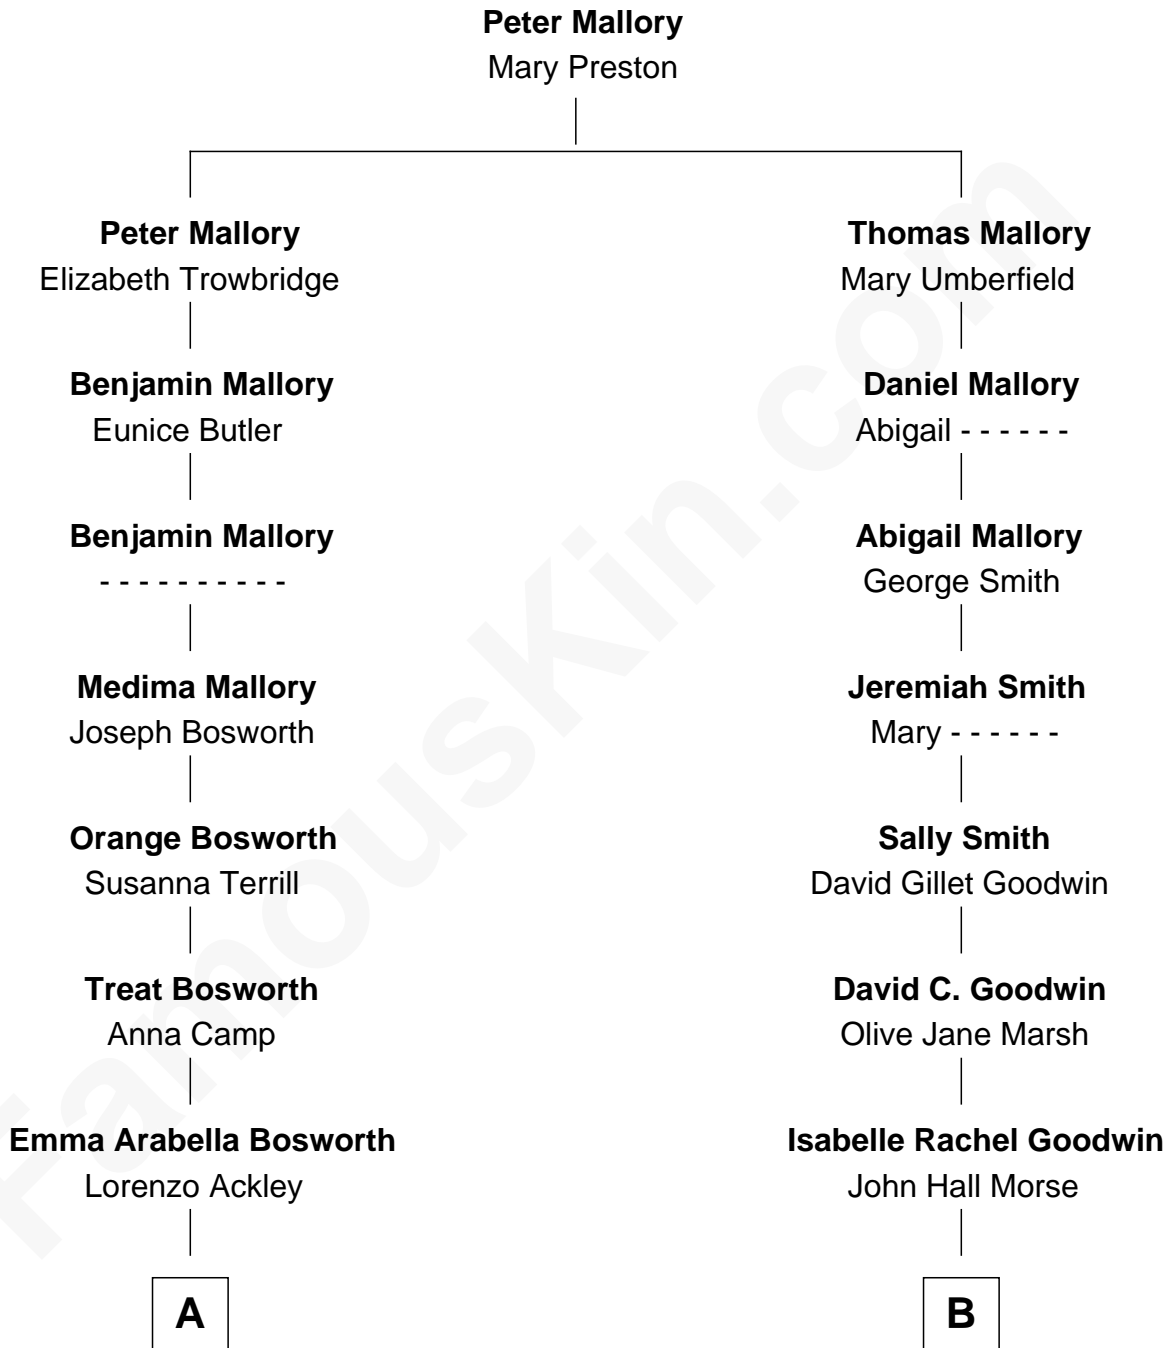 Peter Mallory
Mary Preston
Peter Mallory
Elizabeth Trowbridge
Thomas Mallory
Mary Umberfield
Benjamin Mallory
Eunice Butler
Daniel Mallory
Abigail - - - - - -
Benjamin Mallory
- - - - - - - - - -
Abigail Mallory
George Smith
Medima Mallory
Joseph Bosworth
Jeremiah Smith
Mary - - - - - -
Orange Bosworth
Susanna Terrill
Sally Smith
David Gillet Goodwin
Treat Bosworth
Anna Camp
David C. Goodwin
Olive Jane Marsh
Emma Arabella Bosworth
Lorenzo Ackley
Isabelle Rachel Goodwin
John Hall Morse
A
B
FamousKin.com